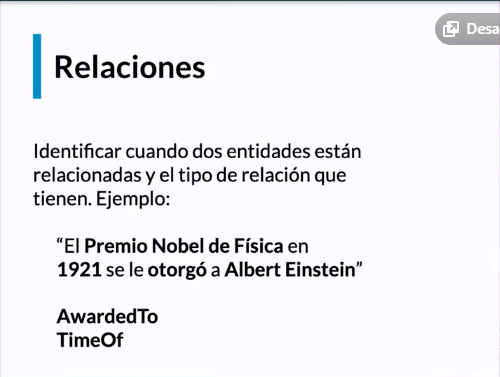 Desa
Relaciones
Identificar cuando dos entidades están
relacionadas y el tipo de relación que
tienen. Ejemplo:
“El Premio Nobel de Física en
1921 se le otorgó a Albert Einstein”
AwardedTo
TimeOf